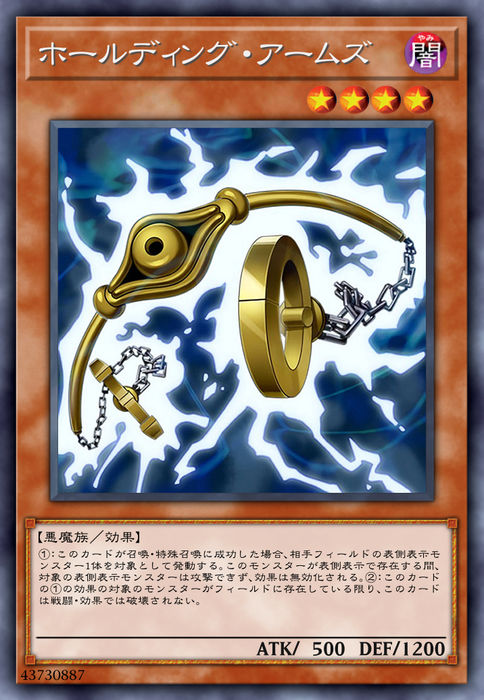 ホールディング・アームズ
やみ
闇
【悪魔族／効果】
①：このカードが召喚・特殊召喚に成功した場合、相手フィールドの表側表示モ
ンスター1体を対象として発動する。このモンスターが表側表示で存在する間、
対象の表側表示モンスターは攻撃できず、効果は無効化される。②：このカード
の①の効果の対象のモンスターがフィールドに存在している限り、このカード
は戦闘・効果では破壊されない。
ATK/ 500 DEF/1200
43730887